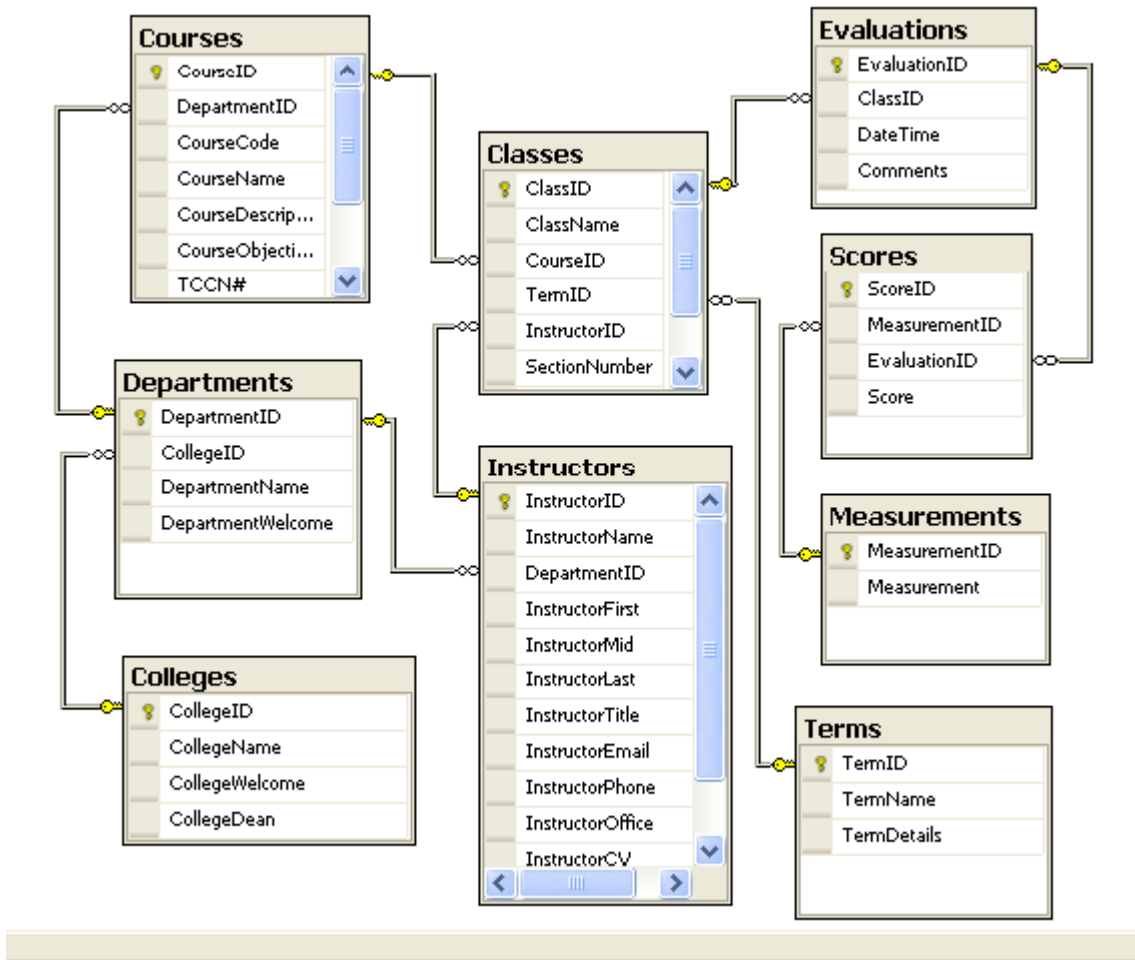 Courses
CourseID
DepartmentID
CourseCode
CourseName
CourseDescrip...
CourseObjecti...
TCCN#
Departments
DepartmentID
CollegeID
DepartmentName
DepartmentWelcome
Colleges
CollegeID
CollegeName
CollegeWelcome
CollegeDean
Classes
ClassID
ClassName
CourseID
TermID
InstructorID
SectionNumber
Instructors
InstructorID
InstructorName
DepartmentID
InstructorFirst
InstructorMid
InstructorLast
InstructorTitle
InstructorEmail
InstructorPhone
InstructorOffice
InstructorCV
Evaluations
EvaluationID
ClassID
DateTime
Comments
Scores
ScoreID
MeasurementID
EvaluationID
Score
Measurements
MeasurementID
Measurement
Terms
TermID
TermName
TermDetails